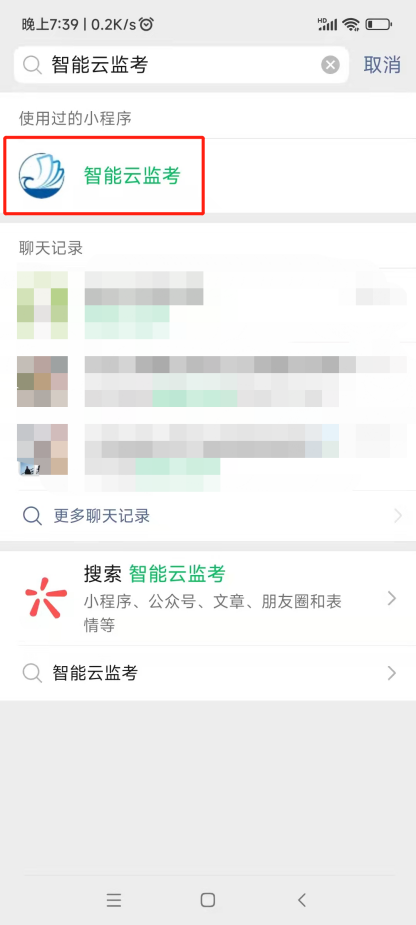 晚上7:39 | 0.2K/s
智能云监考
取消
使用过的小程序
智能云监考
聊天记录
更多聊天记录
搜索 智能云监考
小程序、公众号、文章、朋友圈和表
情等
智能云监考